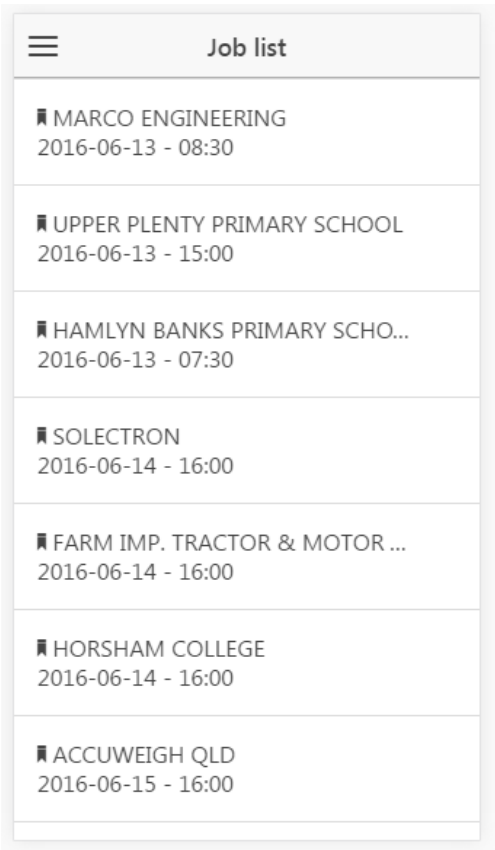 Job list
MARCO ENGINEERING
2016-06-13 - 08:30
UPPER PLENTY PRIMARY SCHOOL
2016-06-13 - 15:00
HAMLYN BANKS PRIMARY SCHO...
2016-06-13 - 07:30
SOLECTRON
2016-06-14 - 16:00
FARM IMP. TRACTOR & MOTOR ...
2016-06-14 - 16:00
HORSHAM COLLEGE
2016-06-14 - 16:00
ACCUWEIGH QLD
2016-06-15 - 16:00